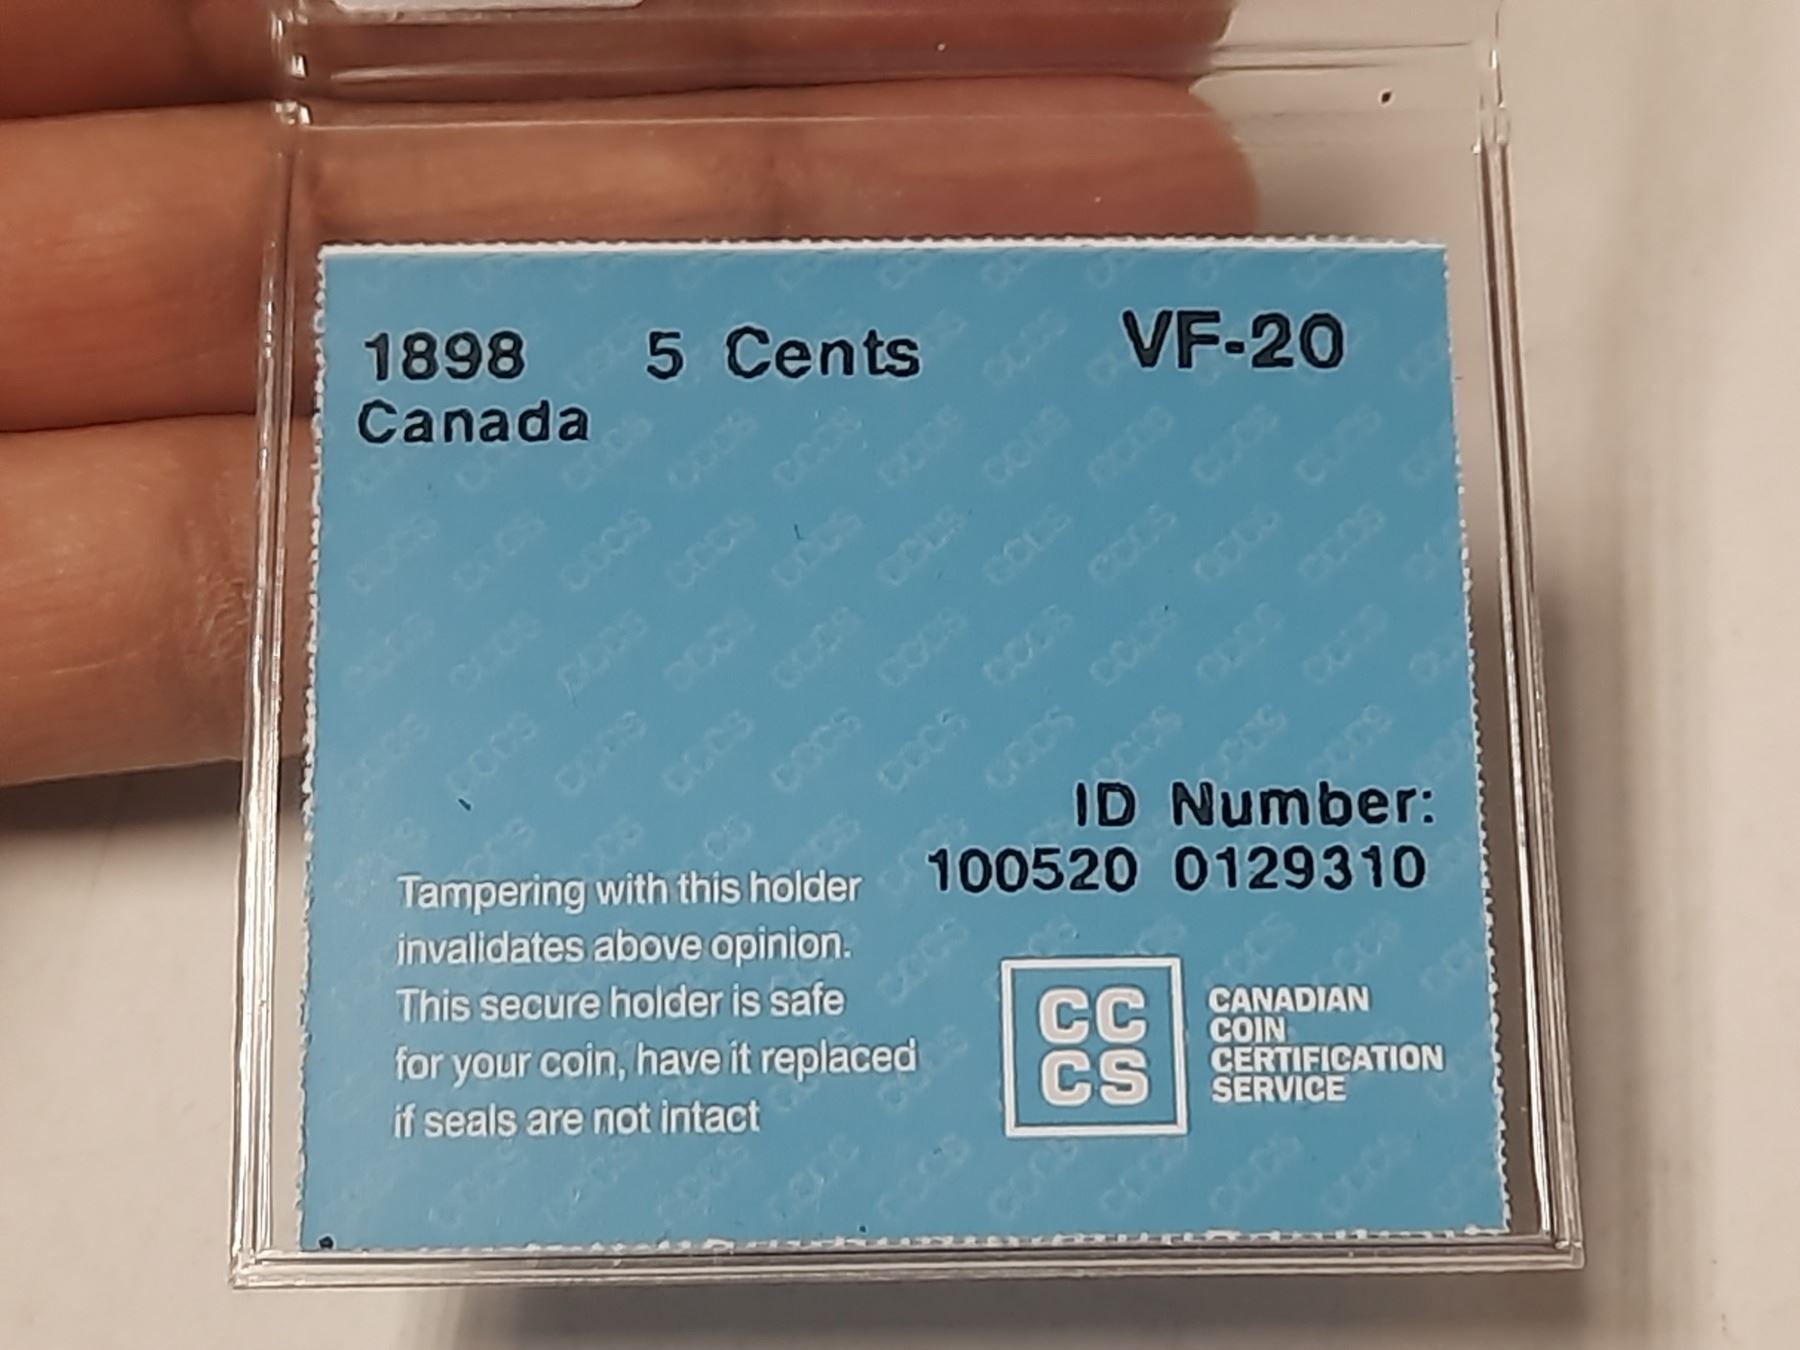 1898 5 Cents VF-20
Canada
ID Number:
100520 0129310
Tampering with this holder
invalidates above opinion.
This secure holder is safe
for your coin, have it replaced
if seals are not intact
CC
CS
CANADIAN
COIN
CERTIFICATION
SERVICE